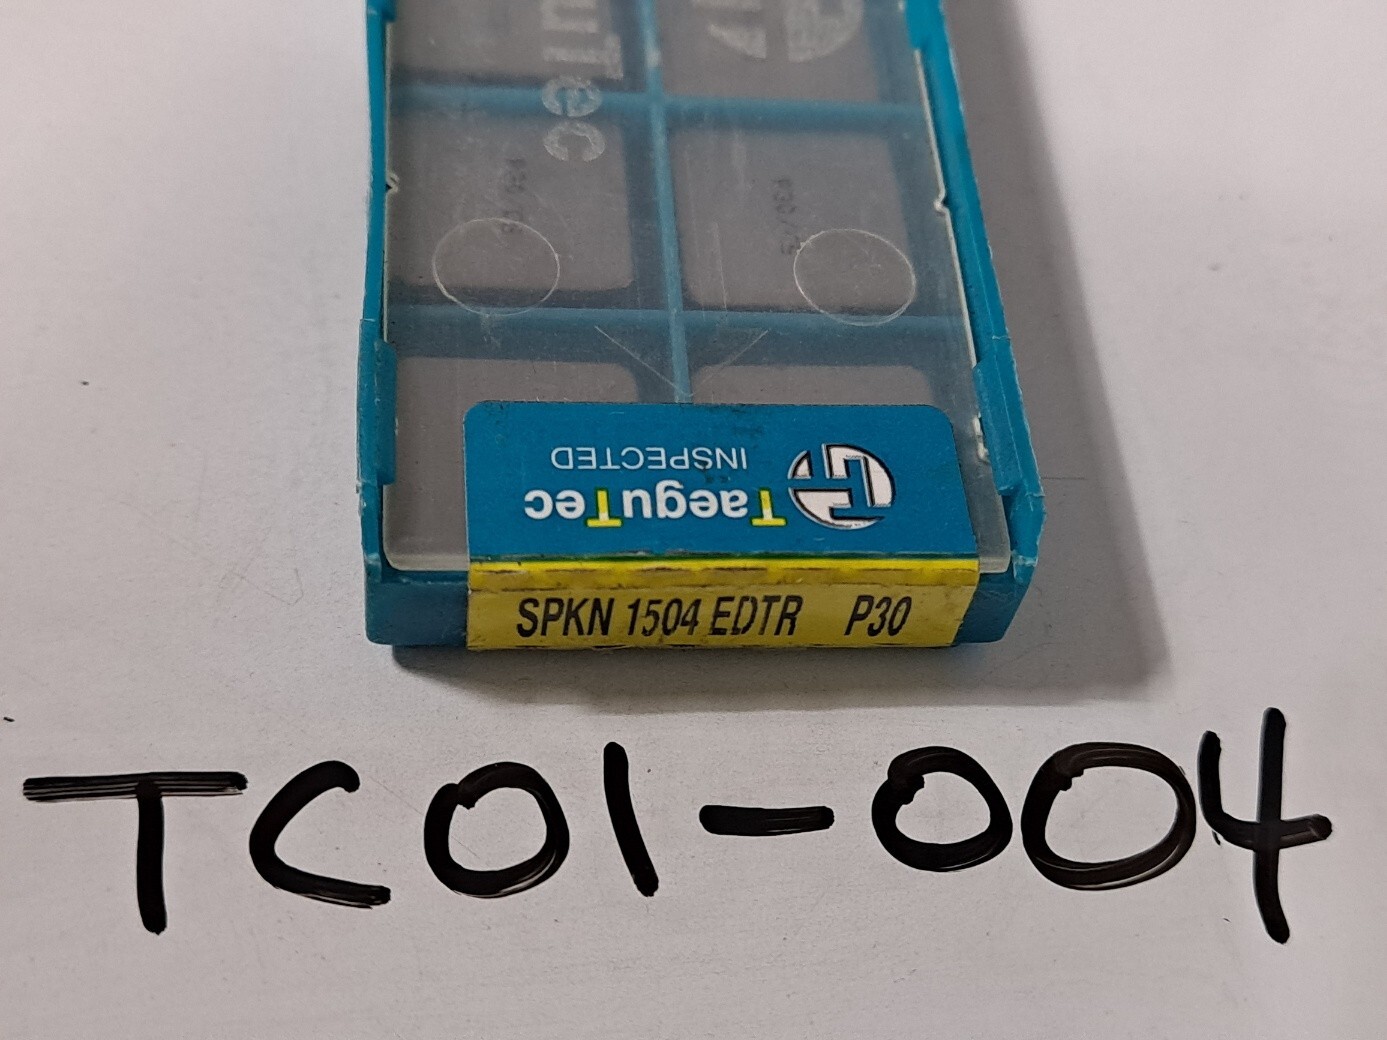 TaeguTec
INSPECTED
SPKN 1504 EDTR P30
TC01-004